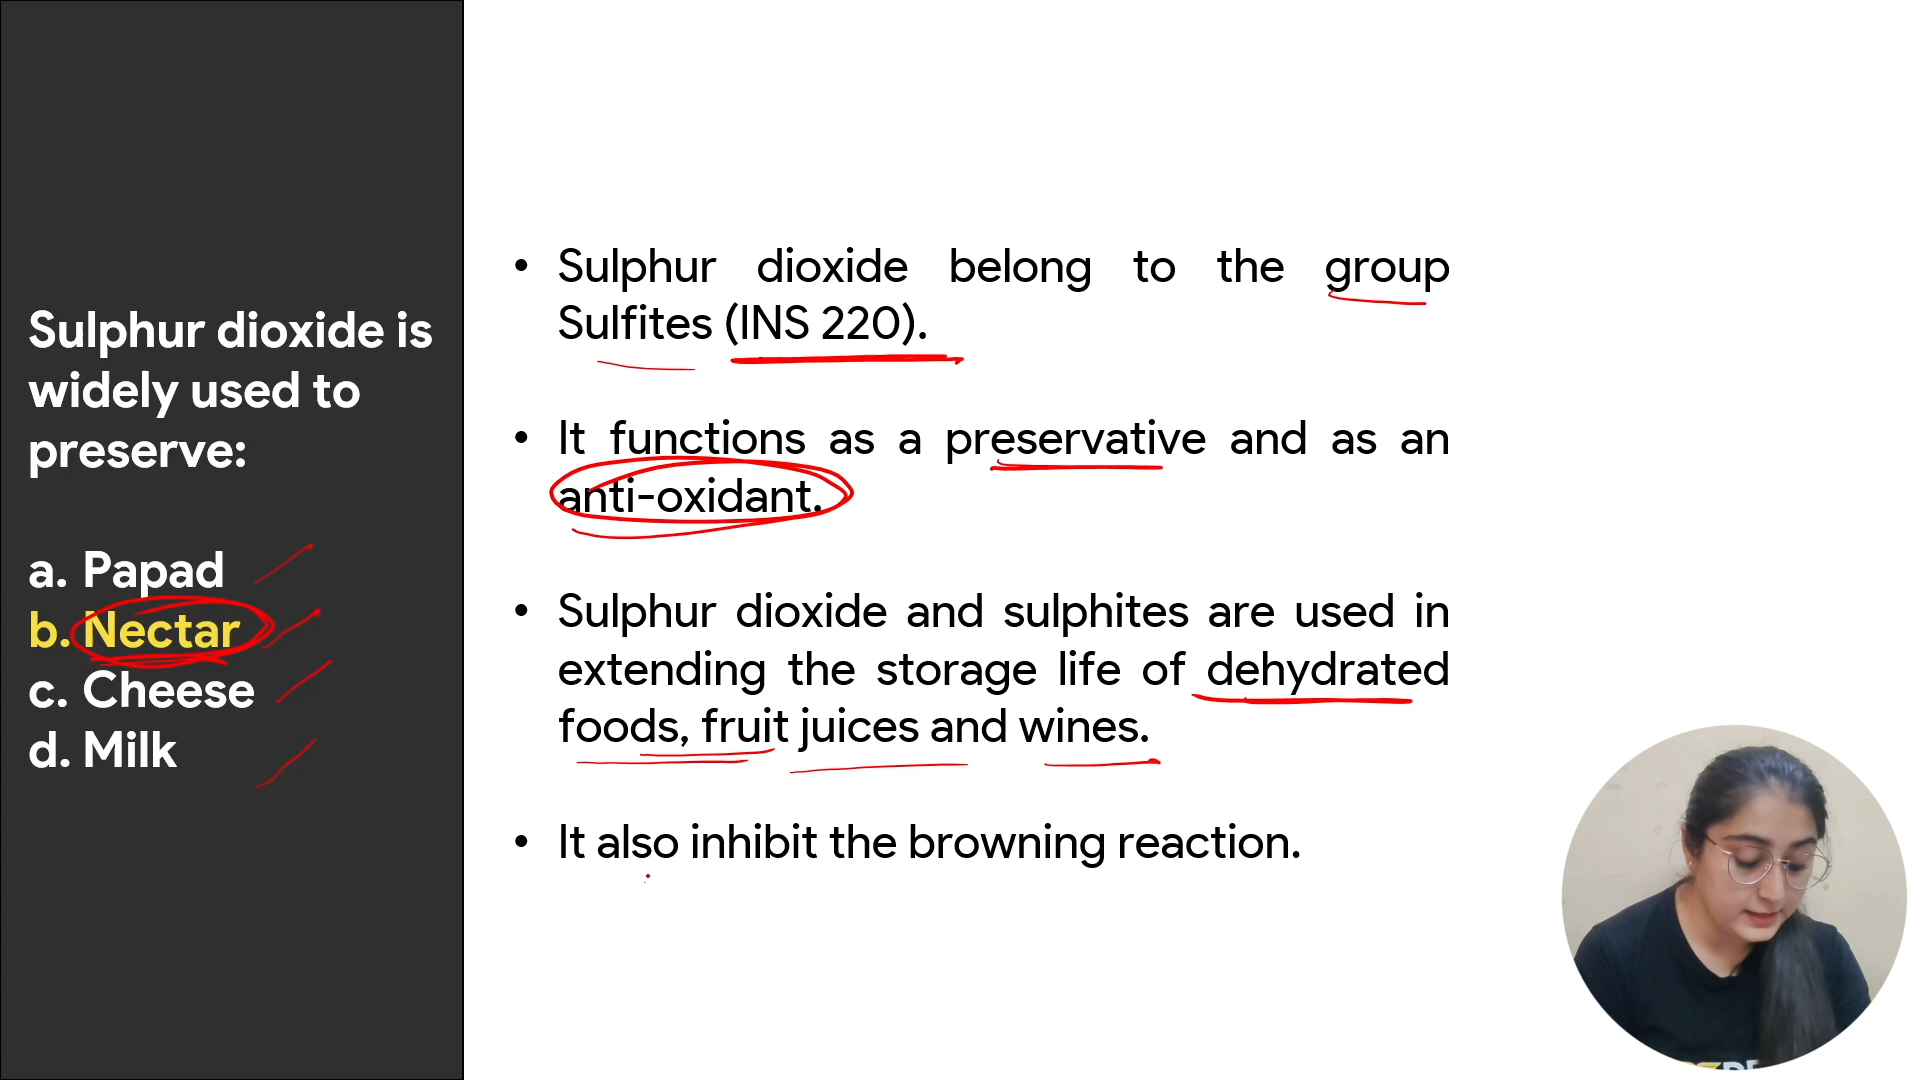 Sulphur dioxide is
widely used to
preserve:
a. Papad
b. Nectar
c. Cheese
d. Milk
• Sulphur dioxide belong to the group
Sulfites (INS 220).
• It functions as a preservative and as an
anti-oxidant.
• Sulphur dioxide and sulphites are used in
extending the storage life of dehydrated
foods, fruit juices and wines.
• It also inhibit the browning reaction.